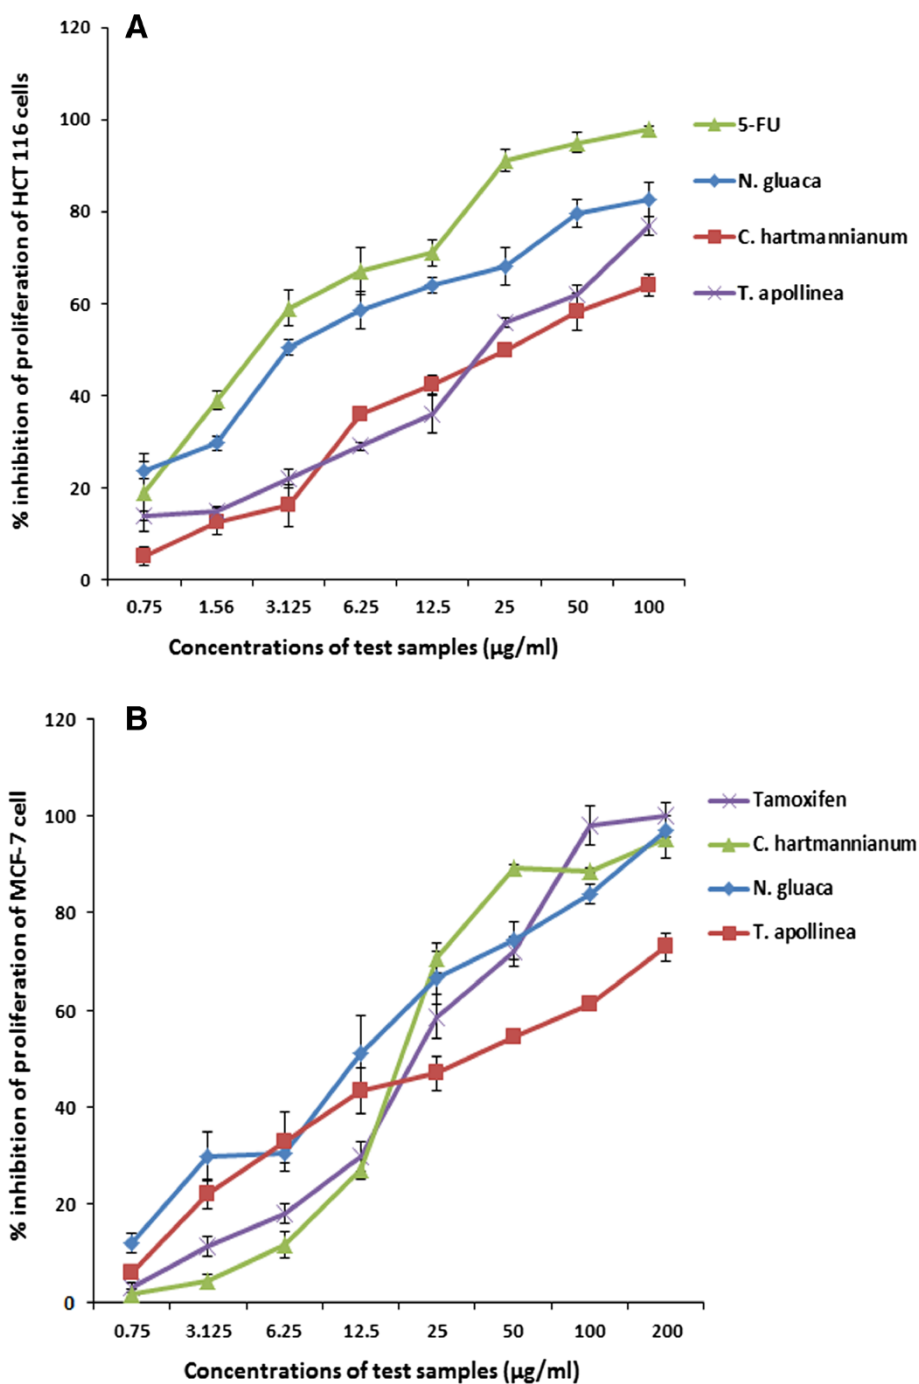 A
% inhibition of proliferation of HCT 116 cells
120
100
80
60
40
20
0
0.75 1.56 3.125 6.25 12.5 25 50 100
Concentrations of test samples (µg/ml)
5-FU
N. gluaca
C. hartmannianum
T. apollinea
B
% inhibition of proliferation of MCF-7 cell
120
100
80
60
40
20
0
0.75 3.125 6.25 12.5 25 50 100 200
Concentrations of test samples (µg/ml)
Tamoxifen
C. hartmannianum
N. gluaca
T. apollinea